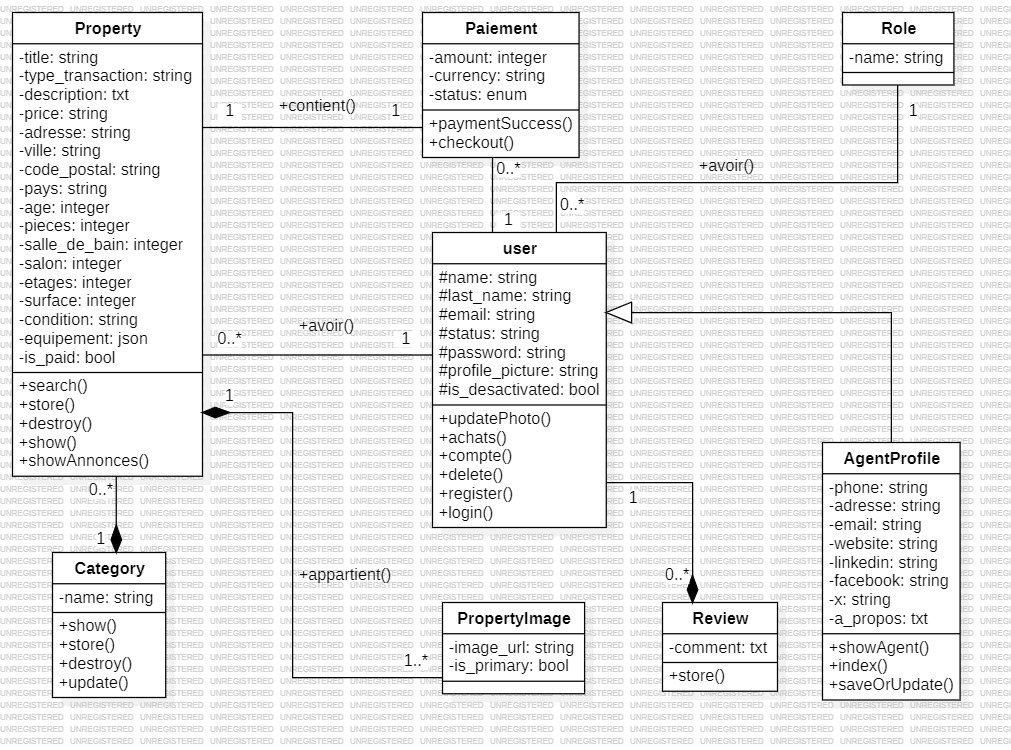 Property
-title: string
-type_transaction: string
-description: txt
-price: string
-adresse: string
-ville: string
-code_postal: string
-pays: string
-age: integer
-pieces: integer
-salle_de_bain: integer
-salon: integer
-etages: integer
-surface: integer
-condition: string
-equipement: json
-is_paid: bool
+search()
+store()
+destroy()
+show()
+showAnnonces()
1
+contient()
1
Paiement
-amount: integer
-currency: string
-status: enum
+paymentSuccess()
+checkout()
Role
-name: string
1
+avoir()
0..*
0..*
1
user
#name: string
#last_name: string
#email: string
#status: string
#password: string
#profile_picture: string
#is_desactivated: bool
+updatePhoto()
+achats()
+compte()
+delete()
+register()
+login()
0..*
+avoir()
1
1
+appartient()
1..*
0..*
1
Category
-name: string
+show()
+store()
+destroy()
+update()
PropertyImage
-image_url: string
-is_primary: bool
1
0..*
Review
-comment: txt
+store()
AgentProfile
-phone: string
-adresse: string
-email: string
-website: string
-linkedin: string
-facebook: string
-x: string
-a_propos: txt
+showAgent()
+index()
+saveOrUpdate()
UNREGISTERED